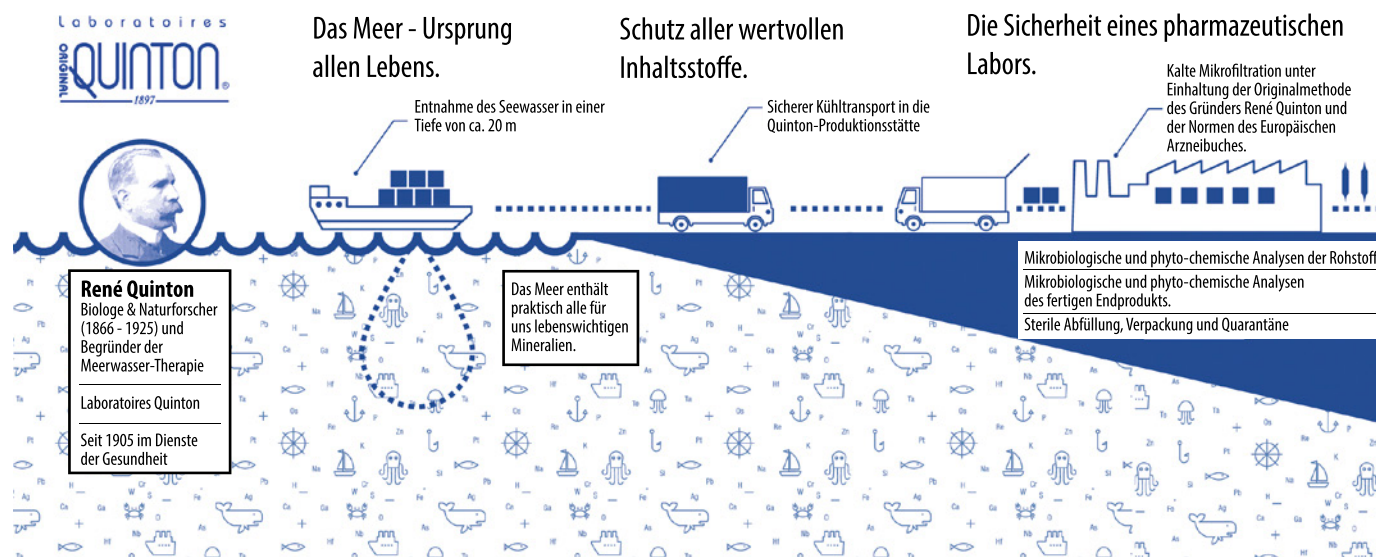 Laboratoires
ORIGINAL
QUINTON®
1897
Das Meer - Ursprung
allen Lebens.
Schutz aller wertvollen
Inhaltsstoffe.
Die Sicherheit eines pharmazeutischen
Labors.
Entnahme des Seewasser in einer
Tiefe von ca. 20 m
Sicherer Kühltransport in die
Quinton-Produktionsstätte
Kalte Mikrofiltration unter
Einhaltung der Originalmethode
des Gründers René Quinton und
der Normen des Europäischen
Arzneibuches.
René Quinton
Biologe & Naturforscher
(1866 - 1925) und
Begründer der
Meerwasser-Therapie
Laboratoires Quinton
Seit 1905 im Dienste
der Gesundheit
Das Meer enthält
praktisch alle für
uns lebenswichtigen
Mineralien.
Mikrobiologische und phyto-chemische Analysen der Rohstoff
Mikrobiologische und phyto-chemische Analysen
des fertigen Endprodukts.
Sterile Abfüllung, Verpackung und Quarantäne